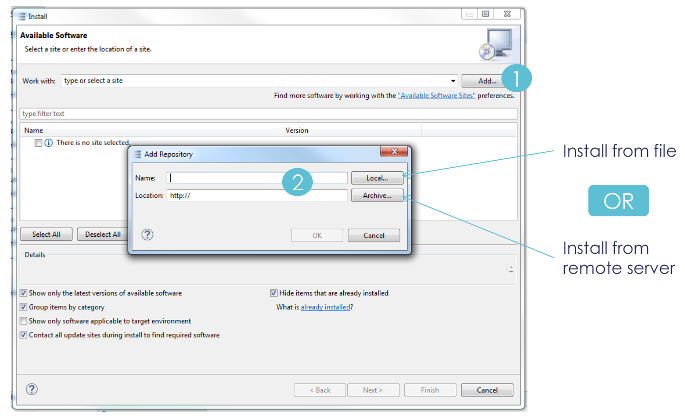 Install
Available Software
Select a site or enter the location of a site.
Work with: type or select a site
Add...
1
Find more software by working with the "Available Software Sites" preferences.
type filter text
Name Version
There is no site selected.
Add Repository
Name:
2
Local...
Location: http://
Archive...
OK Cancel
Install from file
OR
Install from
remote server
Select All Deselect All
Details
Show only the latest versions of available software
Hide items that are already installed
Group items by category
What is already installed?
Show only software applicable to target environment
Contact all update sites during install to find required software
< Back Next > Finish Cancel